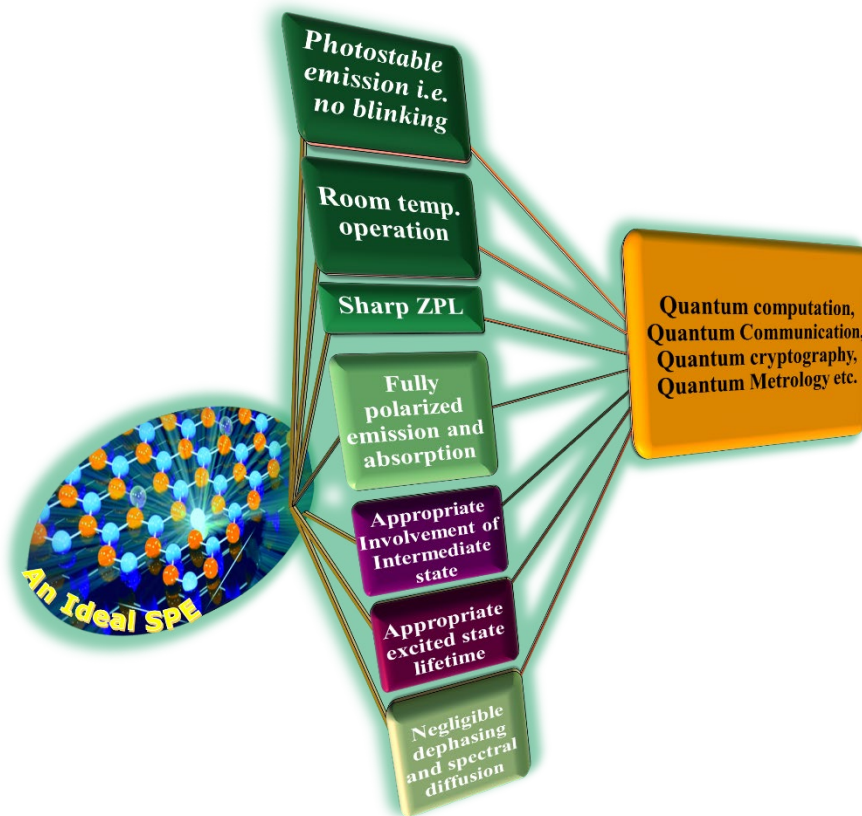 Photostable
emission i.e.
no blinking
Room temp.
operation
Sharp ZPL
Fully
polarized
emission and
absorption
Appropriate
Involvement of
Intermediate
state
Appropriate
excited state
lifetime
Negligible
dephasing
and spectral
diffusion
An Ideal SPE
Quantum computation,
Quantum Communication,
Quantum cryptography,
Quantum Metrology etc.